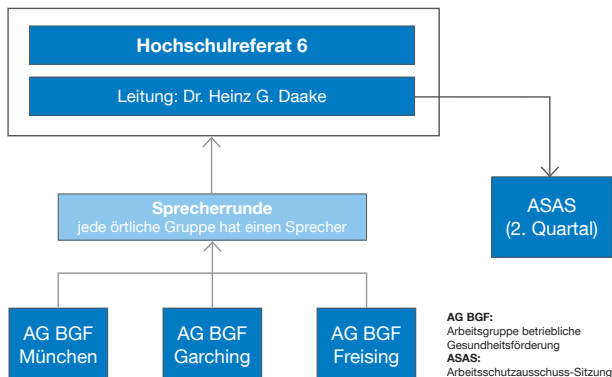 Hochschulreferat 6
Leitung: Dr. Heinz G. Daake
Sprecherrunde
jede örtliche Gruppe hat einen Sprecher
ASAS
(2. Quartal)
AG BGF
München
AG BGF
Garching
AG BGF
Freising
AG BGF:
Arbeitsgruppe betriebliche
Gesundheitsförderung
ASAS:
Arbeitsschutzausschuss-Sitzung